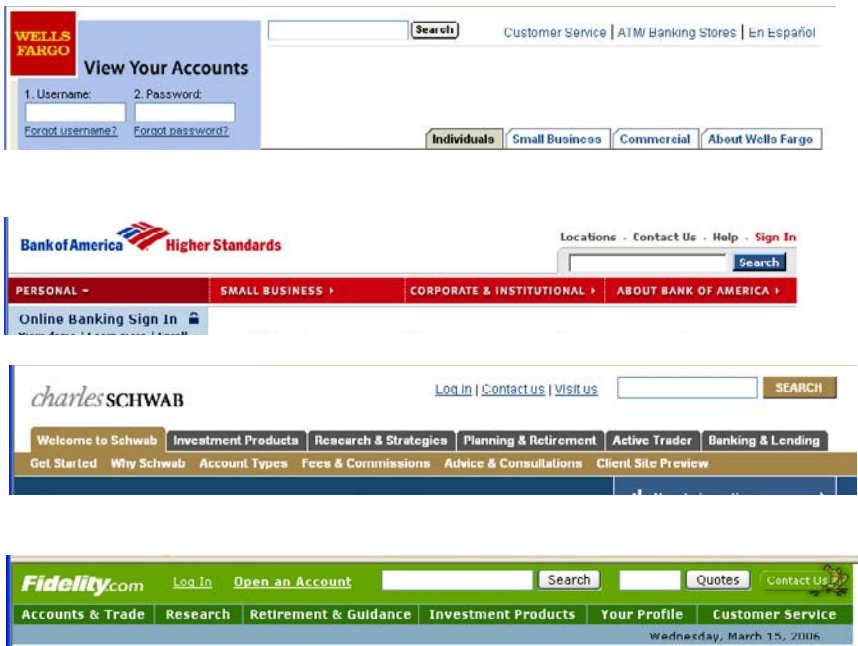 WELLS
FARGO
Search
Customer Service | ATM/Banking Stores | En Español
View Your Accounts
1. Username: 2. Password:
Forgot username? Forgot password?
Individuals Small Business Commercial About Wells Fargo
Bank of America Higher Standards
Locations · Contact Us · Help · Sign In
Search
PERSONAL SMALL BUSINESS CORPORATE & INSTITUTIONAL ABOUT BANK OF AMERICA
Online Banking Sign In
charles SCHWAB
Log in | Contact us | Visit us SEARCH
Welcome to Schwab Investment Products Research & Strategies Planning & Retirement Active Trader Banking & Lending
Get Started Why Schwab Account Types Fees & Commissions Advice & Consultations Client Site Preview
Fidelity.com Log In Open an Account Search Quotes Contact Us
Accounts & Trade Research Retirement & Guidance Investment Products Your Profile Customer Service
Wednesday, March 15, 2006